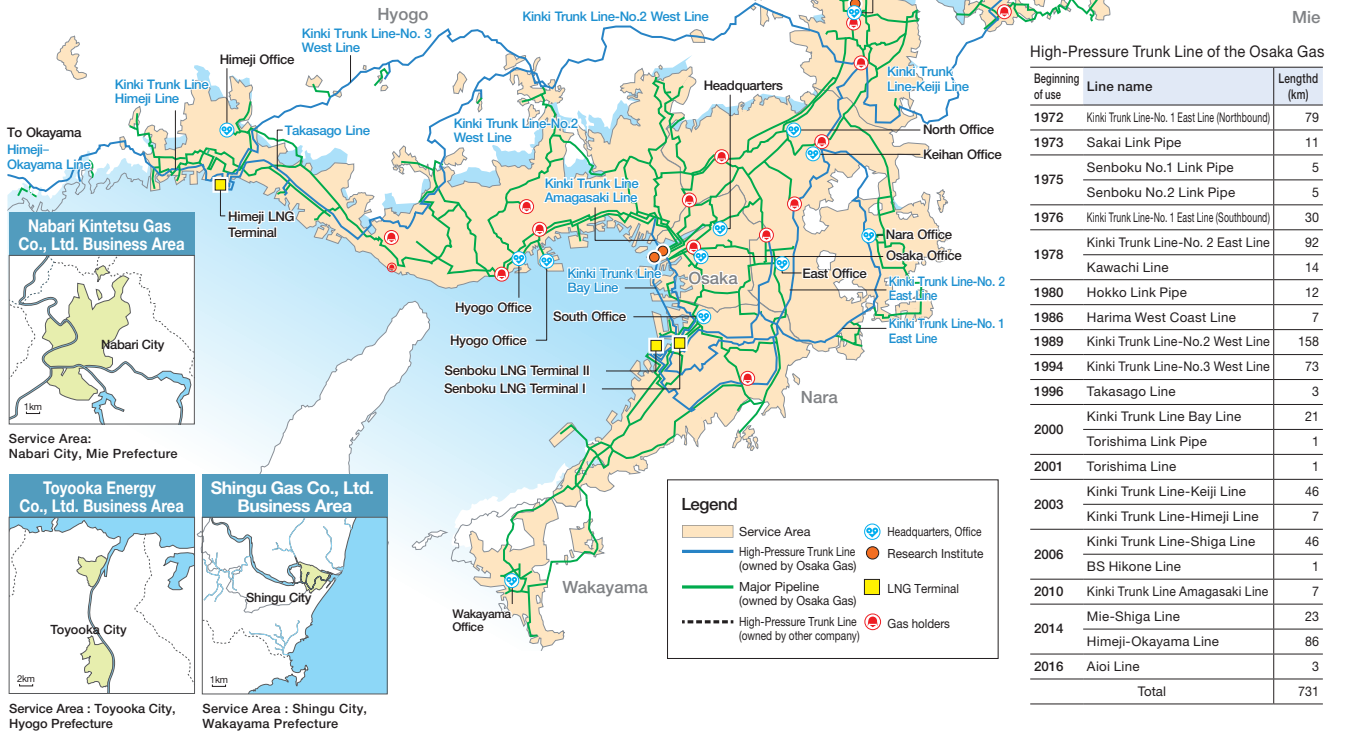 Hyogo
Kinki Trunk Line-No.2 West Line
Mie
Kinki Trunk Line-No. 3
West Line
Himeji Office
Kinki Trunk Line
Himeji Line
Kinki Trunk
Line-Keiji Line
Headquarters
To Okayama
Himeji–
Okayama Line
Takasago Line
Kinki Trunk Line-No.2
West Line
North Office
Keihan Office
Kinki Trunk Line
Amagasaki Line
Himeji LNG
Terminal
Nara Office
Osaka Office
East Office
Kinki Trunk Line
Bay Line
Osaka
Kinki Trunk Line-No. 2
East Line
Hyogo Office
South Office
Kinki Trunk Line-No. 1
East Line
Hyogo Office
Senboku LNG Terminal II
Senboku LNG Terminal I
Nara
Wakayama
Wakayama
Office
Nabari Kintetsu Gas
Co., Ltd. Business Area
Nabari City
1km
Service Area:
Nabari City, Mie Prefecture
Toyooka Energy
Co., Ltd. Business Area
Toyooka City
2km
Service Area : Toyooka City,
Hyogo Prefecture
Shingu Gas Co., Ltd.
Business Area
Shingu City
1km
Service Area : Shingu City,
Wakayama Prefecture
Legend
Service Area
High-Pressure Trunk Line
(owned by Osaka Gas)
Major Pipeline
(owned by Osaka Gas)
High-Pressure Trunk Line
(owned by other company)
Headquarters, Office
Research Institute
LNG Terminal
Gas holders
High-Pressure Trunk Line of the Osaka Gas
Beginning
of use
Line name
Lengthd
(km)
1972 Kinki Trunk Line-No. 1 East Line (Northbound) 79
1973 Sakai Link Pipe 11
1975 Senboku No.1 Link Pipe 5
Senboku No.2 Link Pipe 5
1976 Kinki Trunk Line-No. 1 East Line (Southbound) 30
1978 Kinki Trunk Line-No. 2 East Line 92
Kawachi Line 14
1980 Hokko Link Pipe 12
1986 Harima West Coast Line 7
1989 Kinki Trunk Line-No.2 West Line 158
1994 Kinki Trunk Line-No.3 West Line 73
1996 Takasago Line 3
2000 Kinki Trunk Line Bay Line 21
Torishima Link Pipe 1
2001 Torishima Line 1
2003 Kinki Trunk Line-Keiji Line 46
Kinki Trunk Line-Himeji Line 7
2006 Kinki Trunk Line-Shiga Line 46
BS Hikone Line 1
2010 Kinki Trunk Line Amagasaki Line 7
2014 Mie-Shiga Line 23
Himeji-Okayama Line 86
2016 Aioi Line 3
Total 731